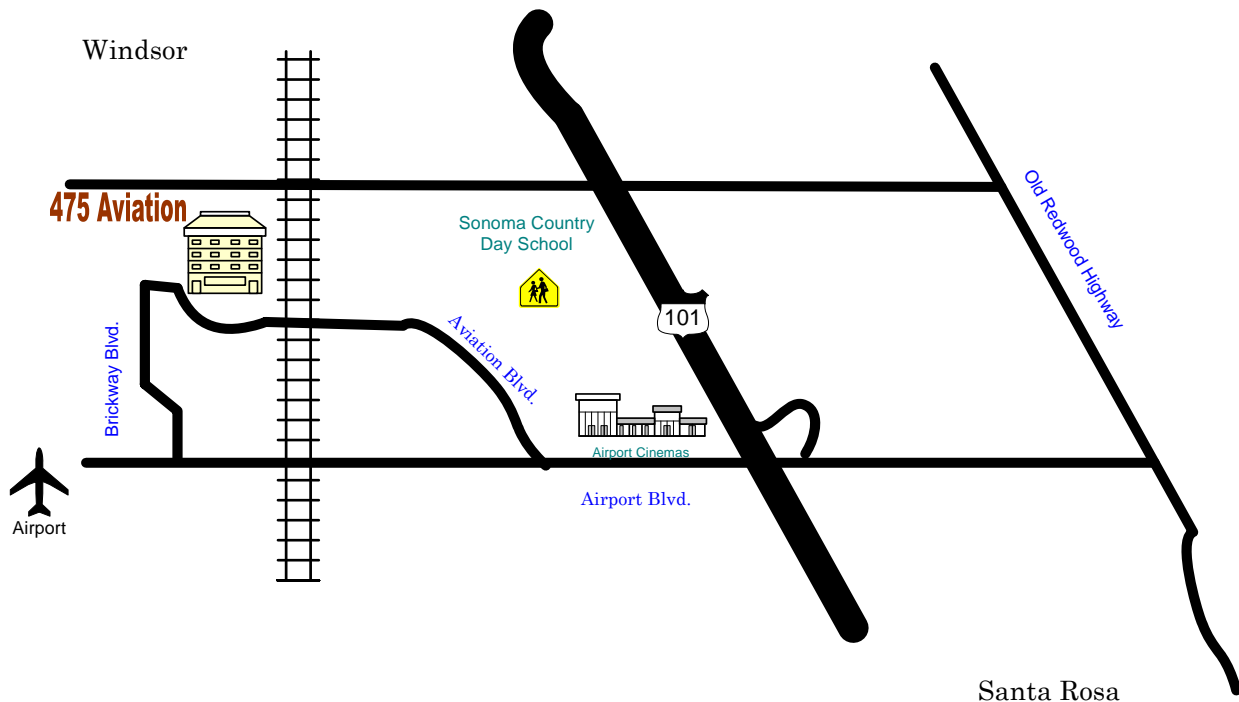 Windsor
475 Aviation
Sonoma Country
Day School
Old Redwood Highway
101
Aviation Blvd.
Brickway Blvd.
Airport Cinemas
Airport Blvd.
Airport
Santa Rosa